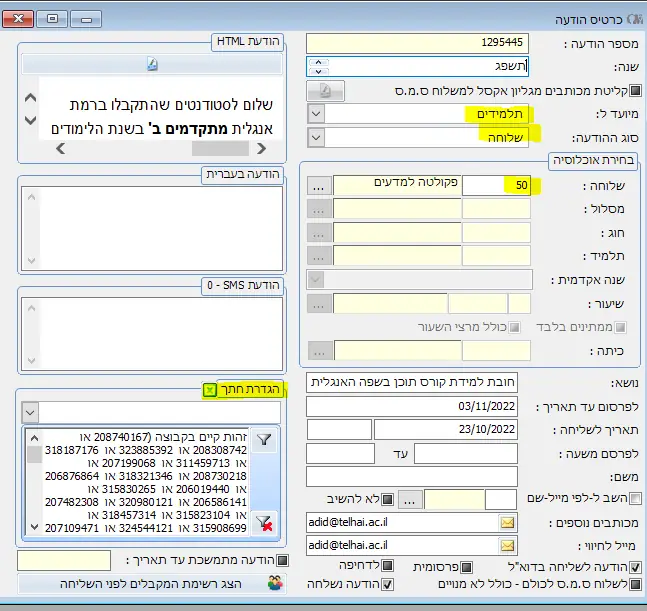 כרטיס הודעה
מספר הודעה : 1295445
שנה: תשפג
קליטת מכותבים מגליון אקסל למשלוח ס.מ.ס
מיועד ל: תלמידים
סוג ההודעה: שלוחה
בחירת אוכלוסיה
שלוחה : 50 פקולטה למדעים ...
מסלול : ...
חוג : ...
תלמיד : ...
שנה אקדמית :
שיעור : ...
ממתינים בלבד כולל מרצי השעור
כיתה : ...
נושא: חובת למידת קורס תוכן בשפה האנגלית
לפרסום עד תאריך : 03/11/2022
תאריך לשליחה : 23/10/2022
לפרסם משעה : עד
משם:
השב ל-לפי מייל-שם ... לא להשיב
מכותבים נוספים : adid@telhai.ac.il
מייל לחיווי : adid@telhai.ac.il
הודעה לשליחה בדוא"ל פרסומית לדחיפה
לשלוח ס.מ.ס לכולם - כולל לא מנויים הודעה נשלחה
הודעת HTML
שלום לסטודנטים שהתקבלו ברמת
אנגלית מתקדמים ב' בשנת הלימודים
הודעה בעברית
הודעת SMS - 0
הגדרת חתך x
זהות קיים בקבוצה (208740167 או
208308742 או 323885392 או 318187176
או 311459713 או 207199068 או
208730218 או 318321346 או 206876864
או 206019440 או 315830265 או
206586141 או 320980121 או 207482308
או 315823104 או 318457314 או
315908699 או 324544121 או 207109471
הודעה מתמשכת עד תאריך :
הצג רשימת המקבלים לפני השליחה